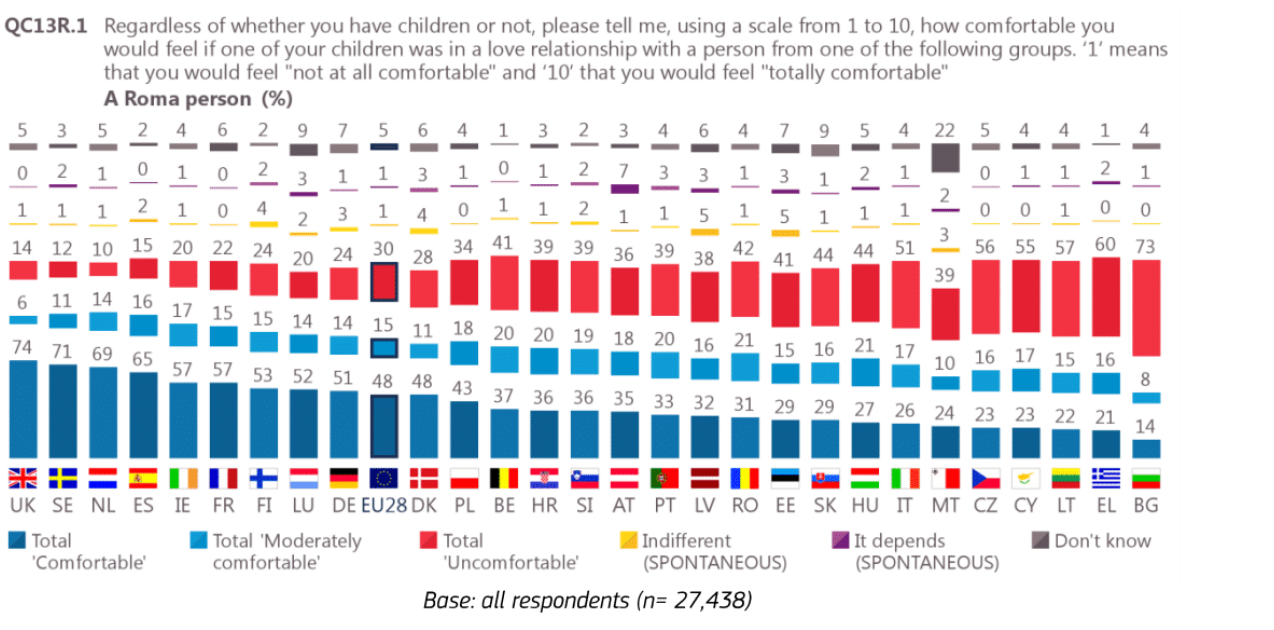 QC13R.1 Regardless of whether you have children or not, please tell me, using a scale from 1 to 10, how comfortable you
would feel if one of your children was in a love relationship with a person from one of the following groups. ‘1’ means
that you would feel "not at all comfortable" and ‘10’ that you would feel "totally comfortable"
A Roma person (%)
5 3 5 2 4 6 2 9 7 5 6 4 1 3 2 3 4 6 4 7 9 5 4 22 5 4 4 1 4
0 2 1 0 1 0 2 3 1 1 3 1 0 1 2 7 3 3 1 3 1 2 1 2 0 1 1 2 1
1 1 1 2 1 0 4 2 3 1 4 0 1 1 2 1 1 5 1 5 1 1 1 3 0 0 1 0 0
14 12 10 15 20 22 24 20 24 30 28 34 41 39 39 36 39 38 42 41 44 44 51 39 56 55 57 60 73
6 11 14 16 17 15 15 14 14 15 11 18 20 20 19 18 20 16 21 15 16 21 17 10 16 17 15 16 8
74 71 69 65 57 57 53 52 51 48 48 43 37 36 36 35 33 32 31 29 29 27 26 24 23 23 22 21 14
UK SE NL ES IE FR FI LU DE EU28 DK PL BE HR SI AT PT LV RO EE SK HU IT MT CZ CY LT EL BG
Total 'Comfortable'
Total 'Moderately comfortable'
Total 'Uncomfortable'
Indifferent (SPONTANEOUS)
It depends (SPONTANEOUS)
Don't know
Base: all respondents (n= 27,438)